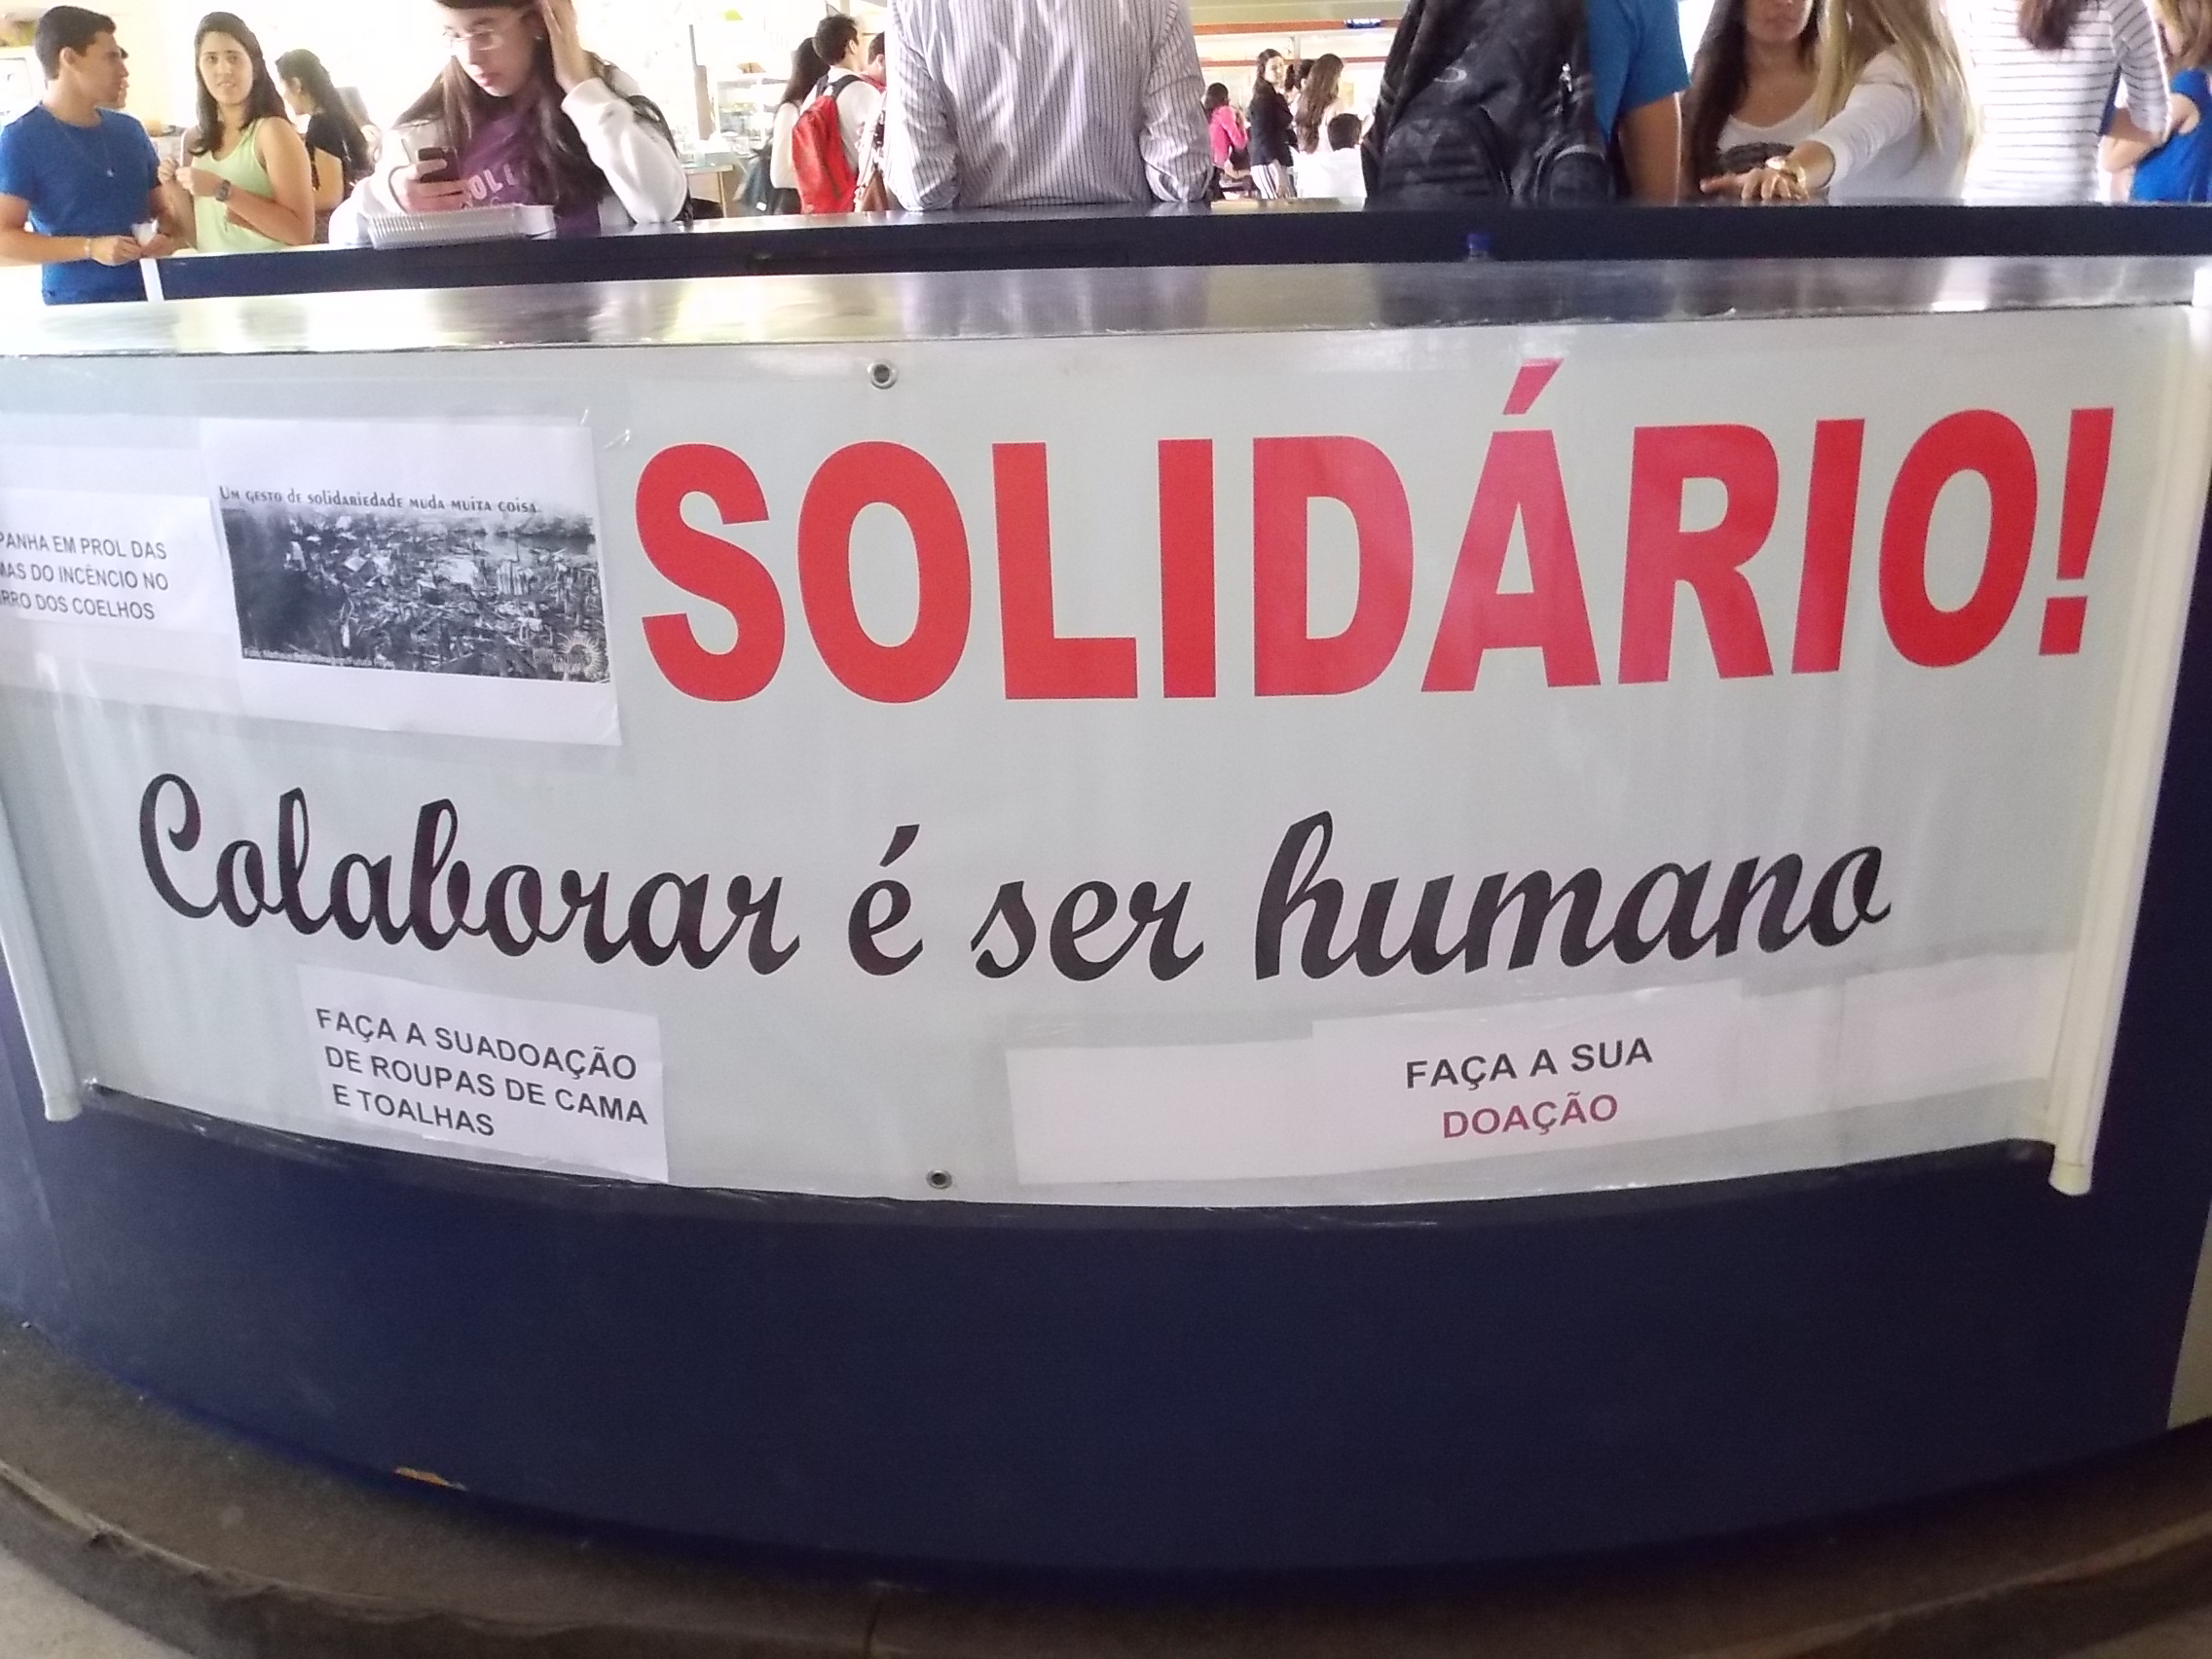 SOLIDÁRIO!
Um gesto de solidariedade muda muita coisa
PANHA EM PROL DAS
MAS DO INCÊNCIO NO
RRO DOS COELHOS
Colaborar é ser humano
FAÇA A SUADOAÇÃO
DE ROUPAS DE CAMA
E TOALHAS
FAÇA A SUA
DOAÇÃO